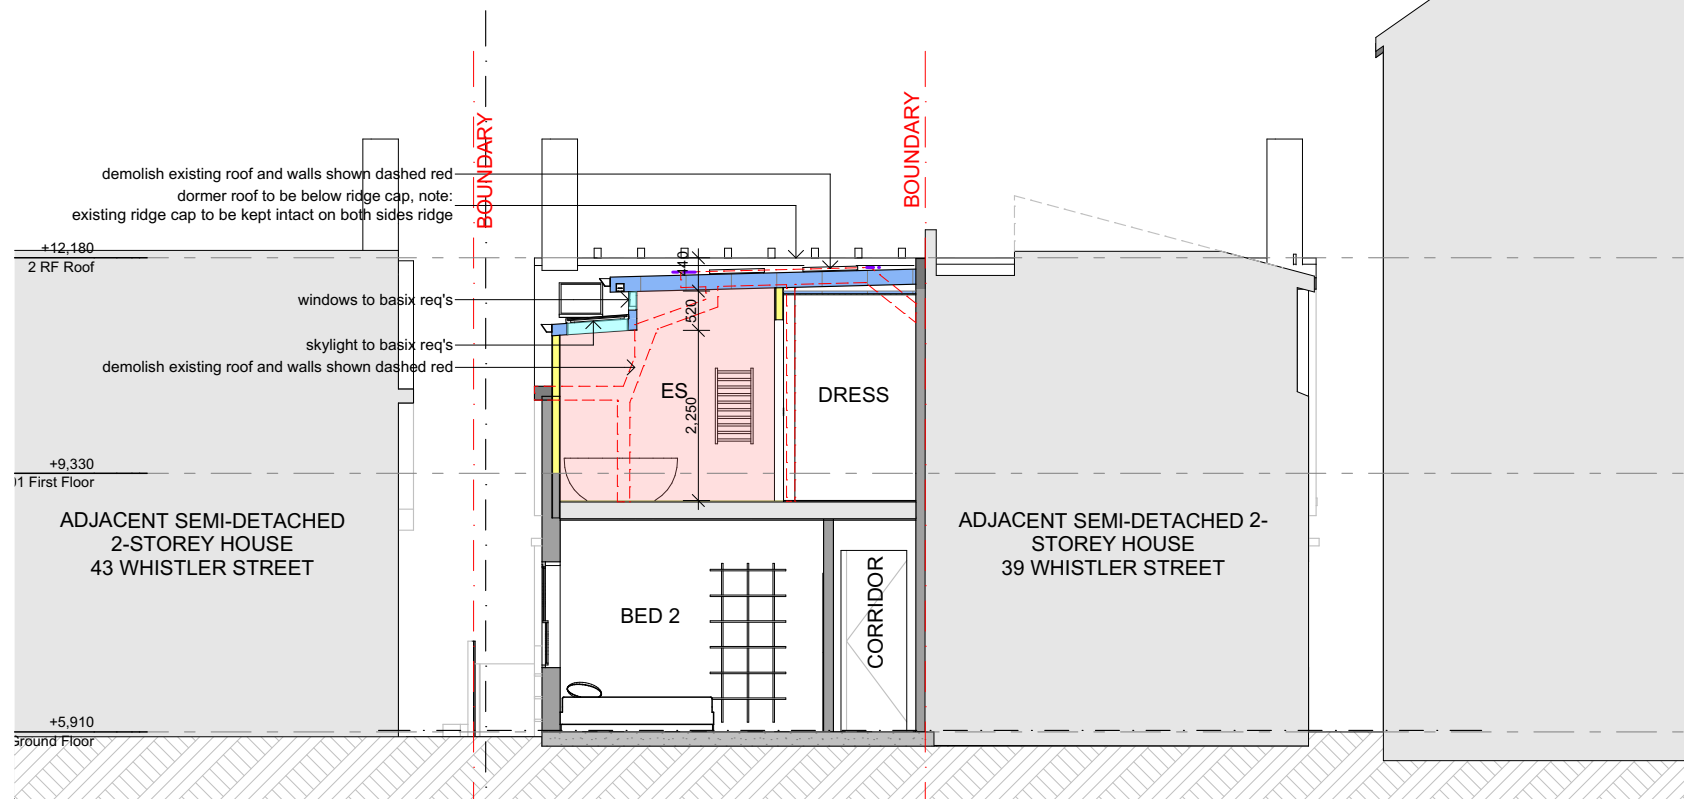 BOUNDARY
BOUNDARY
demolish existing roof and walls shown dashed red
dormer roof to be below ridge cap, note:
existing ridge cap to be kept intact on both sides ridge
+12,180
2 RF Roof
440
windows to basix req's
520
skylight to basix req's
demolish existing roof and walls shown dashed red
ES
2,250
DRESS
+9,330
01 First Floor
ADJACENT SEMI-DETACHED
2-STOREY HOUSE
43 WHISTLER STREET
ADJACENT SEMI-DETACHED 2-
STOREY HOUSE
39 WHISTLER STREET
BED 2
CORRIDOR
+5,910
Ground Floor